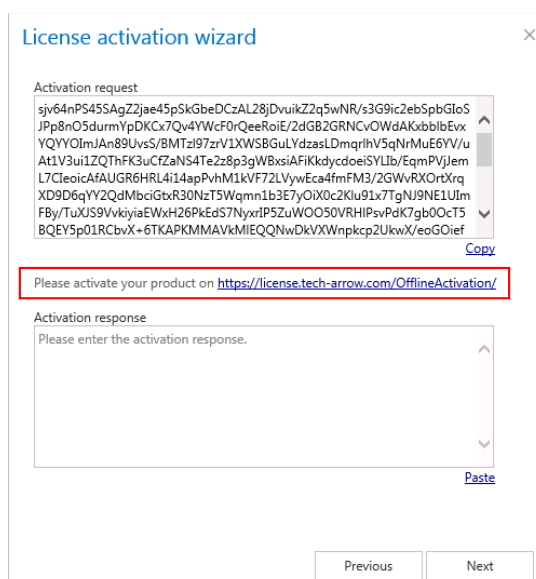 License activation wizard
Activation request
sjv64nPS45SAgZ2jae45pSkGbeDCzAL28jDvuikZ2q5wNR/s3G9ic2ebSpbGIoS
JPp8nO5durmYpDKCx7Qv4YWcF0rQeeRoiE/2dGB2GRNCvOWdAKxbblbEvx
YQYYOImJAn89UvsS/BMTzl97zrV1XWSBGuLYdzasLDmqrlhV5qNrMuE6YV/u
At1V3ui1ZQThFK3uCfZaNS4Te2z8p3gWBxsiAFiKkdycdoeiSYLIb/EqmPVjJem
L7CIeoicAfAUGR6HRL4i14apPvhM1kVF72LVywEca4fmFM3/2GWvRXOrtXrq
XD9D6qYY2QdMbciGtxR30NzT5Wqmn1b3E7yOiX0c2Klu91x7TgNJ9NE1UIm
FBy/TuXJS9VvkiyiaEWxH26PkEdS7NyxrIP5ZuWOO50VRHIPsvPdK7gb0OcT5
BQEY5p01RCbvX+6TKAPKMMAVkMIEQQNwDkVXWnpkcp2UkwX/eoGOief
Copy
Please activate your product on https://license.tech-arrow.com/OfflineActivation/
Activation response
Please enter the activation response.
Paste
Previous
Next